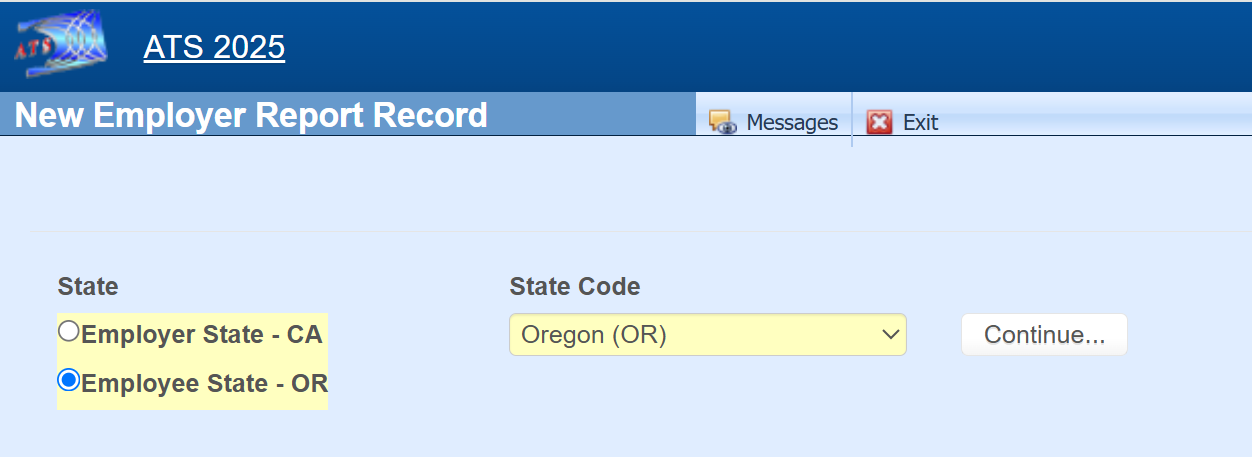 ATS
ATS 2025
New Employer Report Record
Messages
Exit
State
State Code
Employer State - CA
Oregon (OR)
Continue...
Employee State - OR